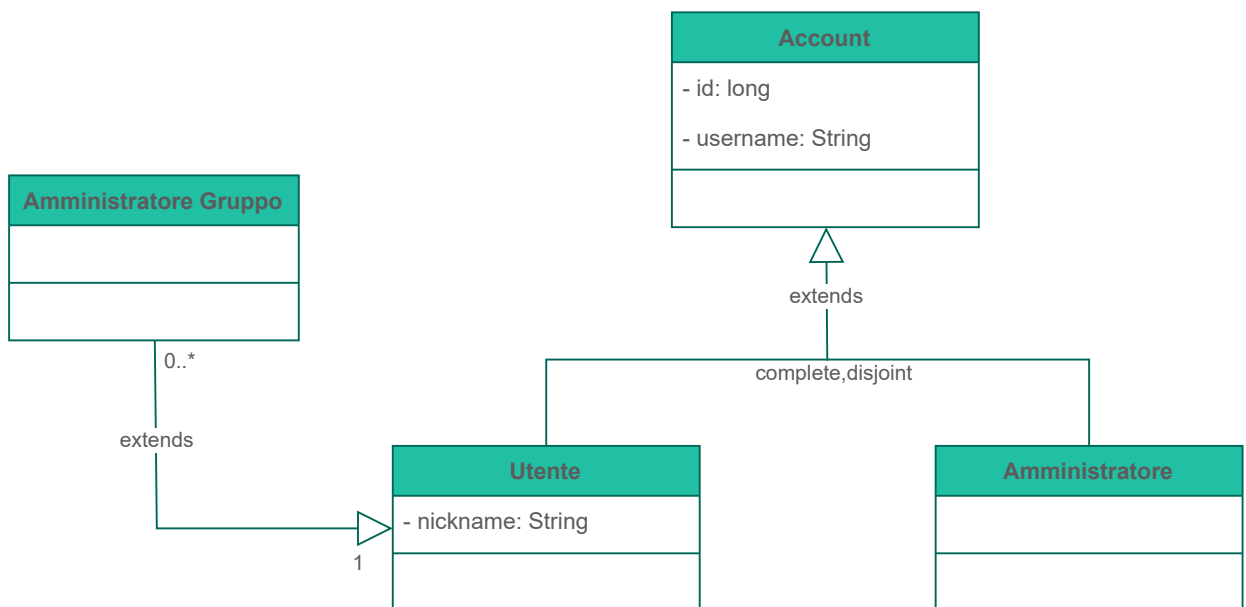 Account
- id: long
- username: String
Amministratore Gruppo
extends
0..*
complete,disjoint
extends
Utente
Amministratore
- nickname: String
1